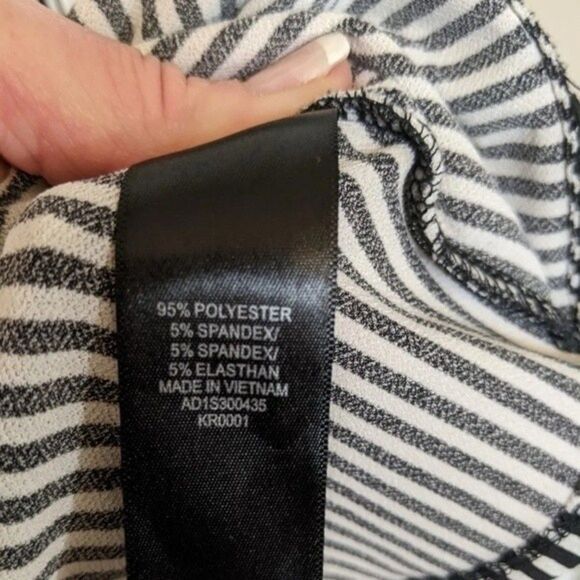 95% POLYESTER
5% SPANDEX/
5% SPANDEX/
5% ELASTHAN
MADE IN VIETNAM
AD1S300435
KR0001